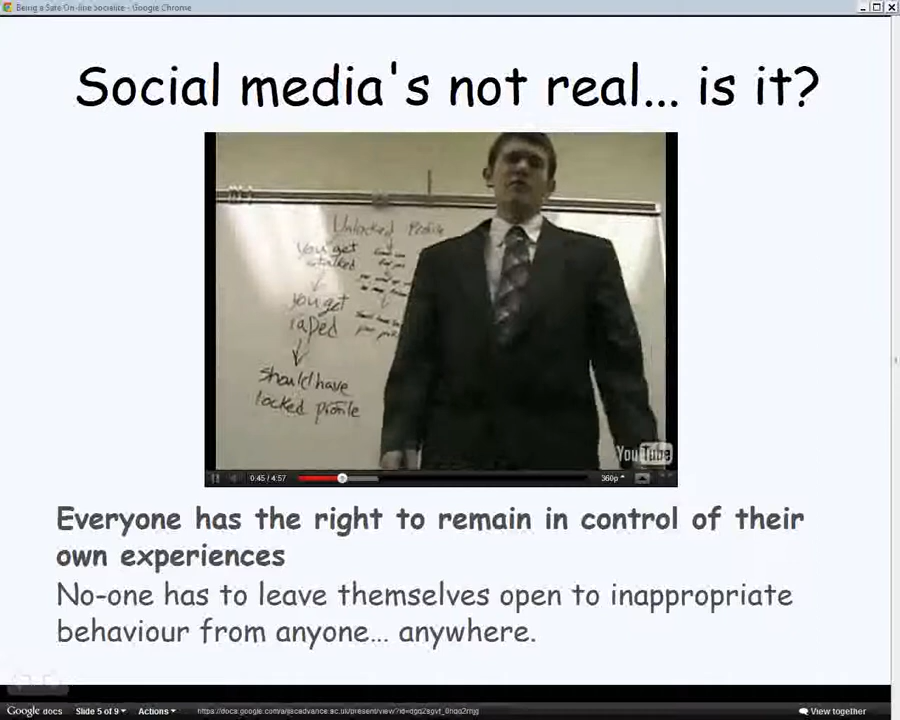 Being a Safe On-line Socialite - Google Chrome
Social media's not real... is it?
Unlocked Profile
you get
stalked
you get
raped
should have
locked profile
YouTube
0:45 / 4:57
360p
Everyone has the right to remain in control of their
own experiences
No-one has to leave themselves open to inappropriate
behaviour from anyone... anywhere.
Google docs Slide 5 of 9 Actions View together